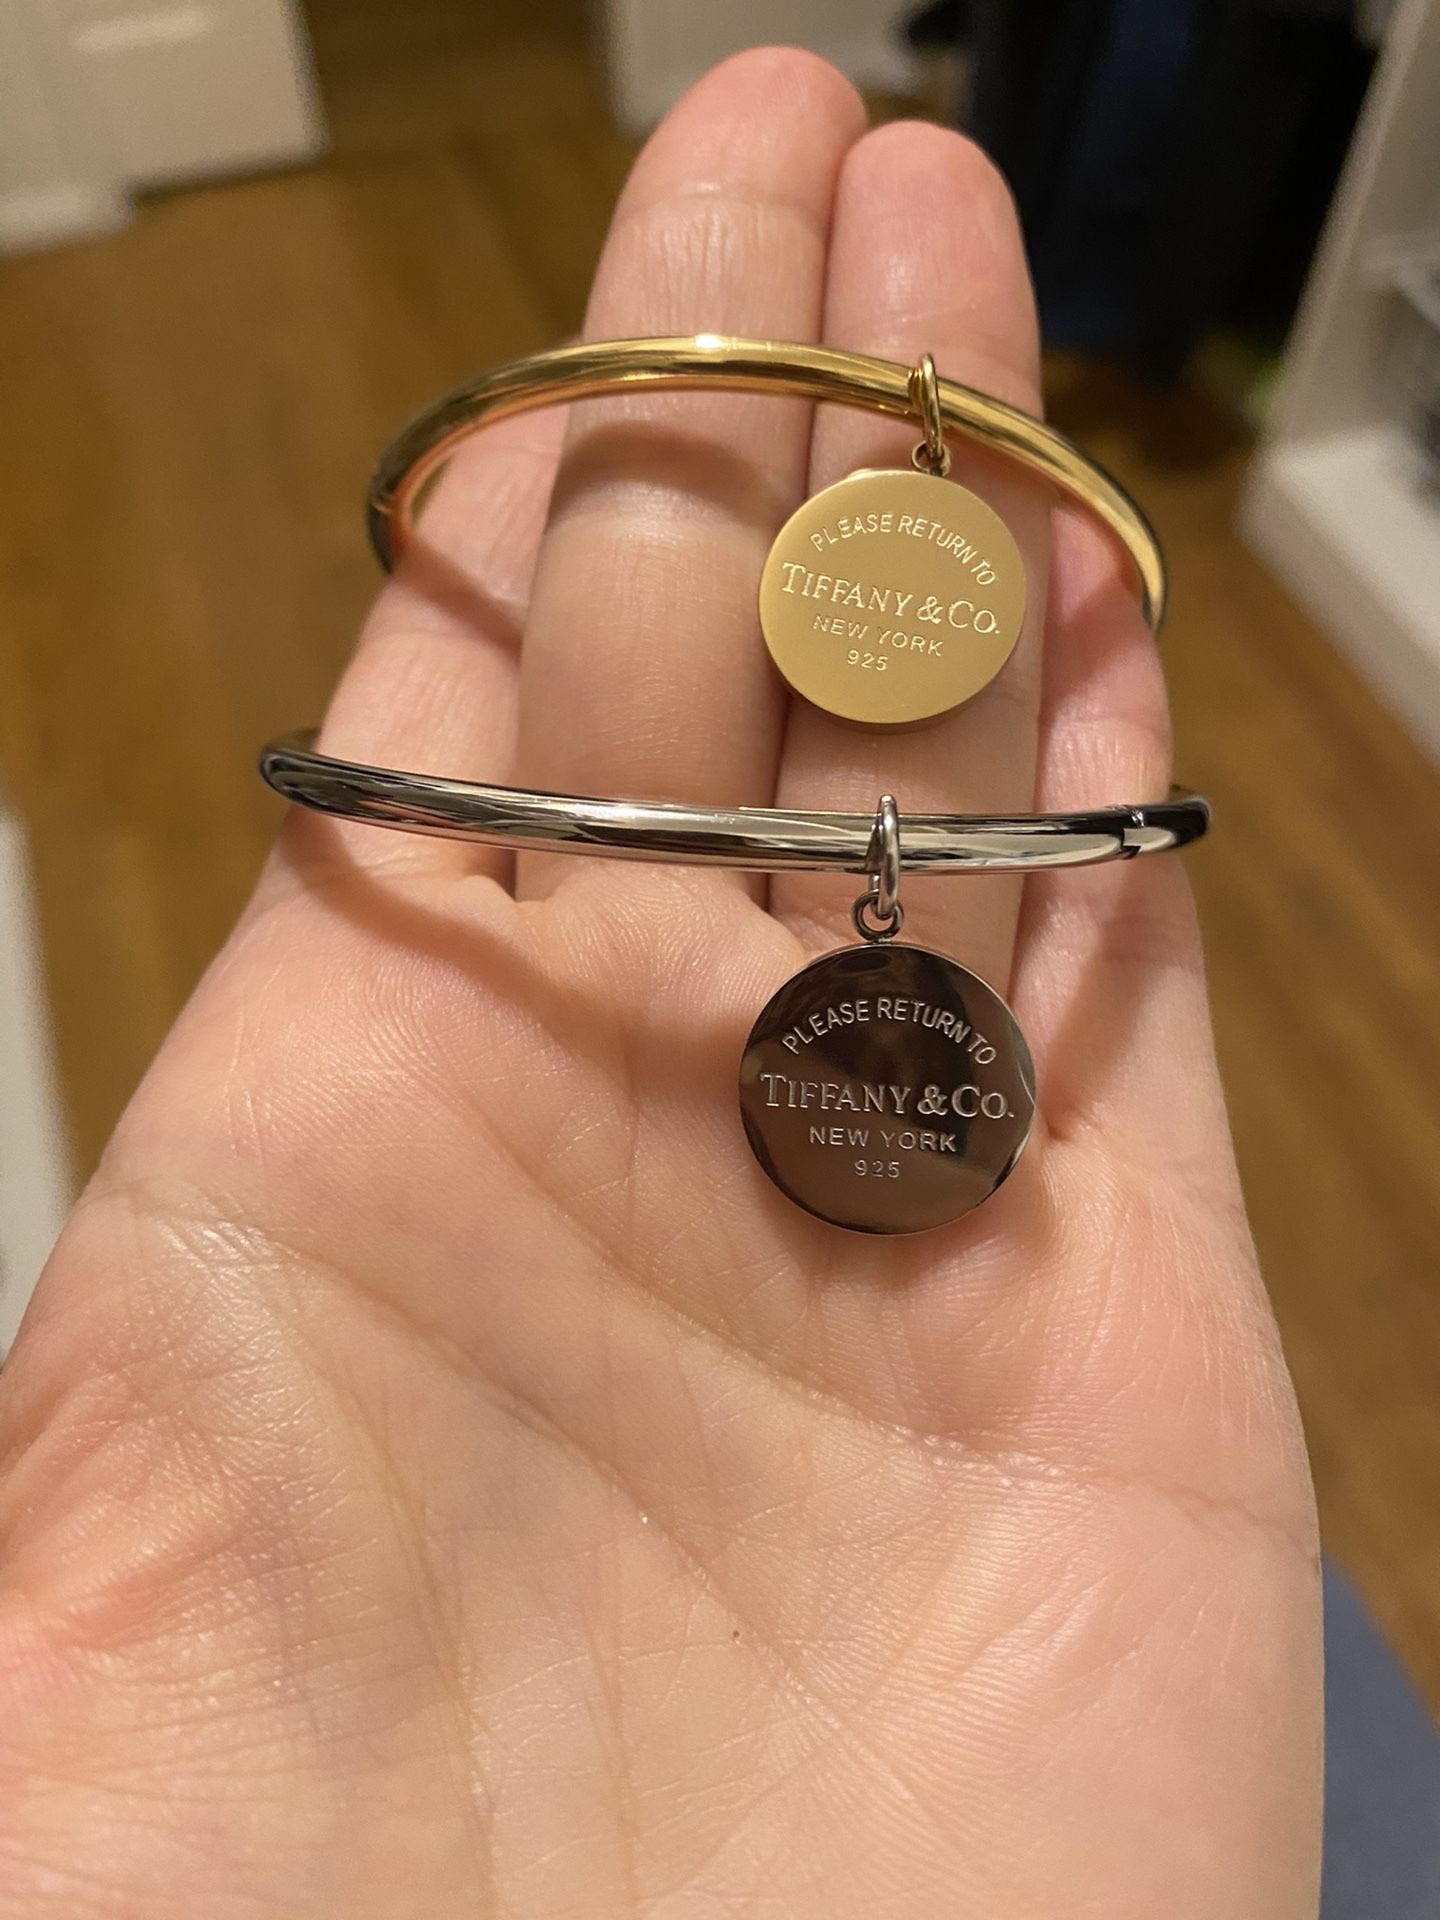 PLEASE RETURN TO
TIFFANY & CO.
NEW YORK
925
PLEASE RETURN TO
TIFFANY & CO.
NEW YORK
925